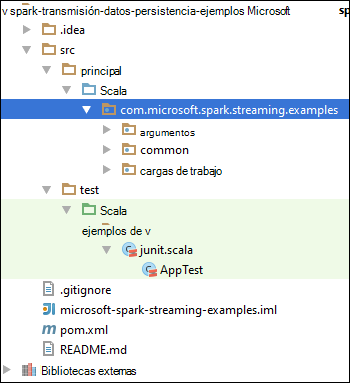 v spark-transmisión-datos-persistencia-ejemplos Microsoft sp
.idea
src
principal
Scala
com.microsoft.spark.streaming.examples
argumentos
common
cargas de trabajo
test
Scala
ejemplos de v
junit.scala
AppTest
.gitignore
microsoft-spark-streaming-examples.iml
pom.xml
README.md
Bibliotecas externas